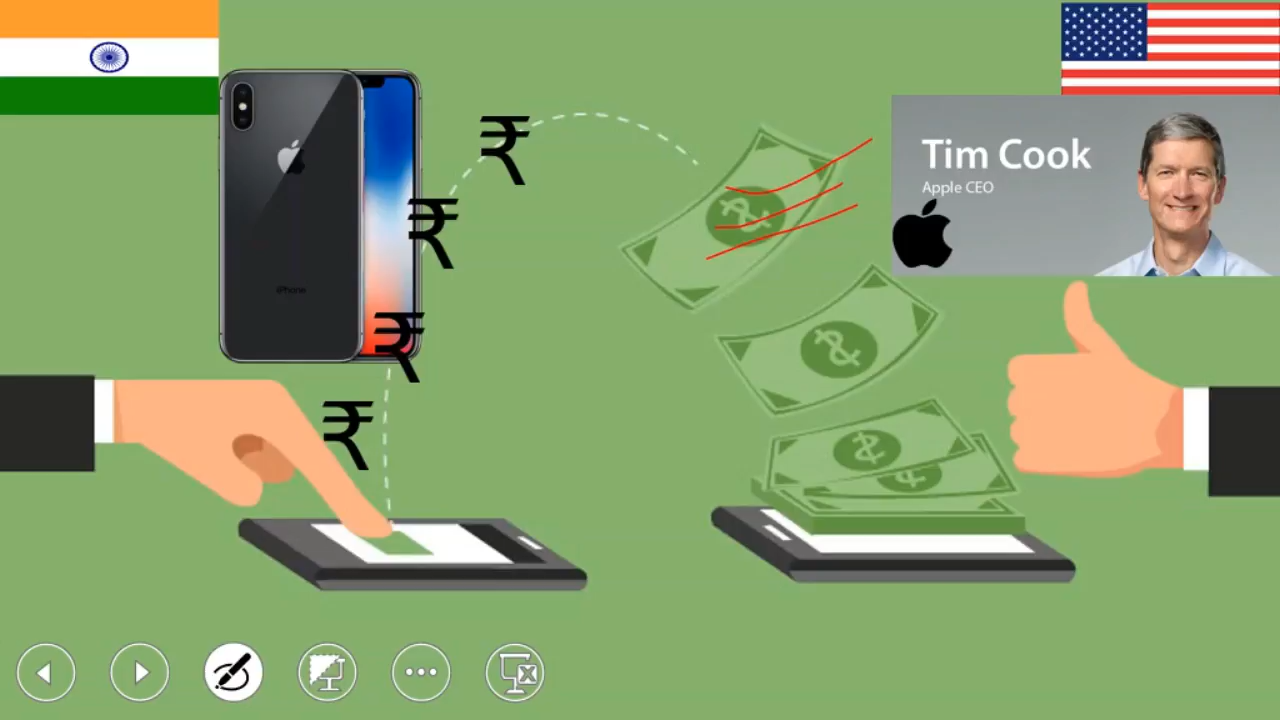 ₹
₹
₹
₹
iPhone
$
$
$
$
Tim Cook
Apple CEO